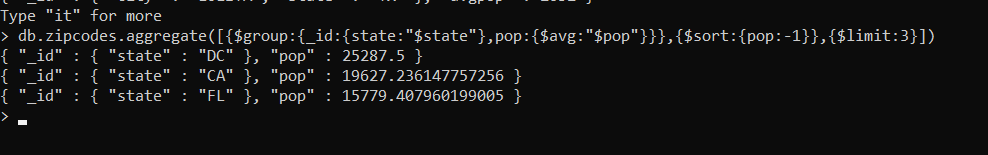 Type "it" for more
> db.zipcodes.aggregate([{$group:{_id:{state:"$state"},pop:{$avg:"$pop"}}},{$sort:{pop:-1}},{$limit:3}])
{ "_id" : { "state" : "DC" }, "pop" : 25287.5 }
{ "_id" : { "state" : "CA" }, "pop" : 19627.236147757256 }
{ "_id" : { "state" : "FL" }, "pop" : 15779.407960199005 }
>